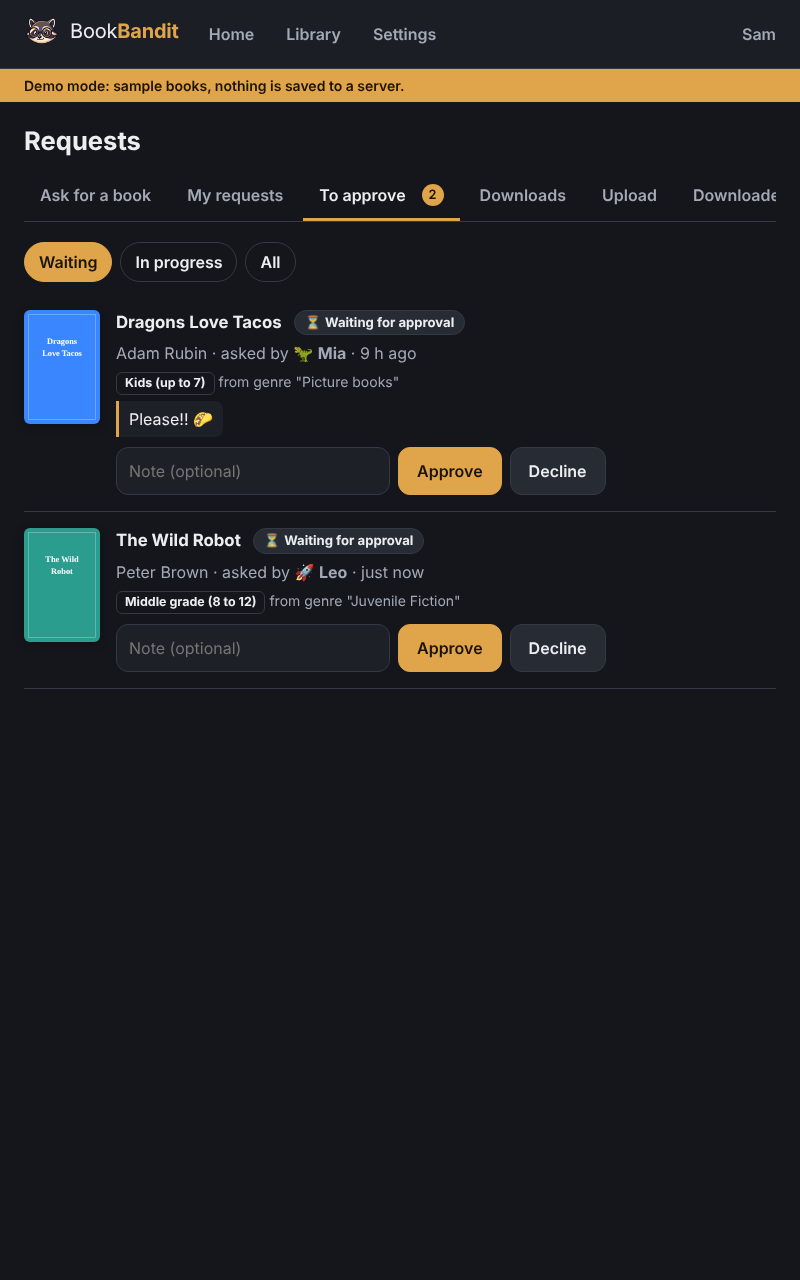 BookBandit Home Library Settings Sam
Demo mode: sample books, nothing is saved to a server.
Requests
Ask for a book My requests To approve 2 Downloads Upload Downloade
Waiting In progress All
Dragons Love Tacos
Dragons Love Tacos ⏳ Waiting for approval
Adam Rubin · asked by 🦖 Mia · 9 h ago
Kids (up to 7) from genre "Picture books"
Please!! 🌮
Note (optional) Approve Decline
The Wild Robot
The Wild Robot ⏳ Waiting for approval
Peter Brown · asked by 🚀 Leo · just now
Middle grade (8 to 12) from genre "Juvenile Fiction"
Note (optional) Approve Decline